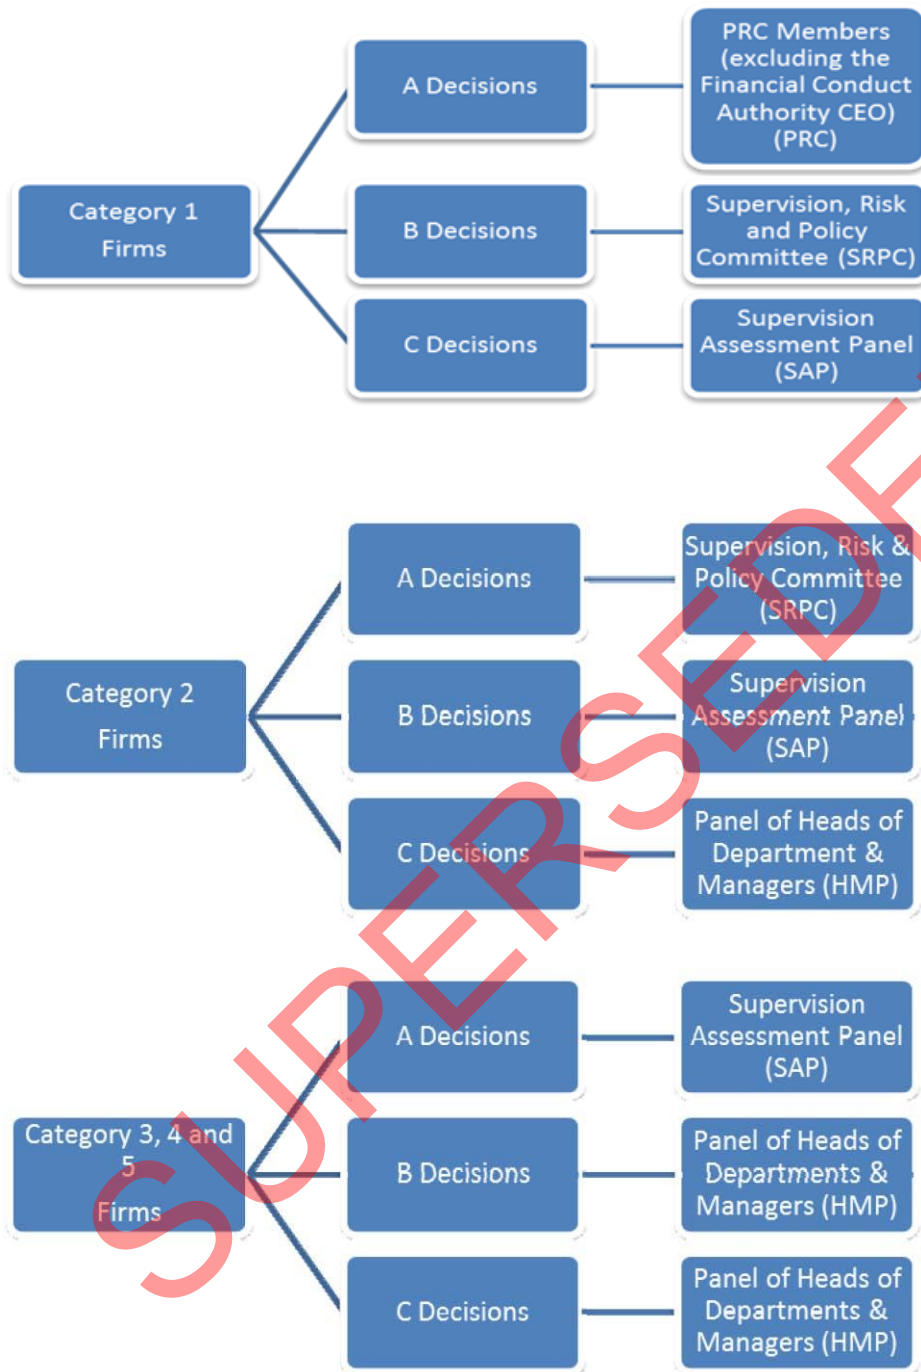 PRC Members
(excluding the
Financial Conduct
Authority CEO)
(PRC)
A Decisions
Category 1
Firms
B Decisions
Supervision, Risk
and Policy
Committee (SRPC)
C Decisions
Supervision
Assessment Panel
(SAP)
A Decisions
Supervision, Risk &
Policy Committee
(SRPC)
Category 2
Firms
B Decisions
Supervision
Assessment Panel
(SAP)
C Decisions
Panel of Heads of
Department &
Managers (HMP)
A Decisions
Supervision
Assessment Panel
(SAP)
Category 3, 4 and
5
Firms
B Decisions
Panel of Heads of
Departments &
Managers (HMP)
C Decisions
Panel of Heads of
Departments &
Managers (HMP)
SUPERSEDE